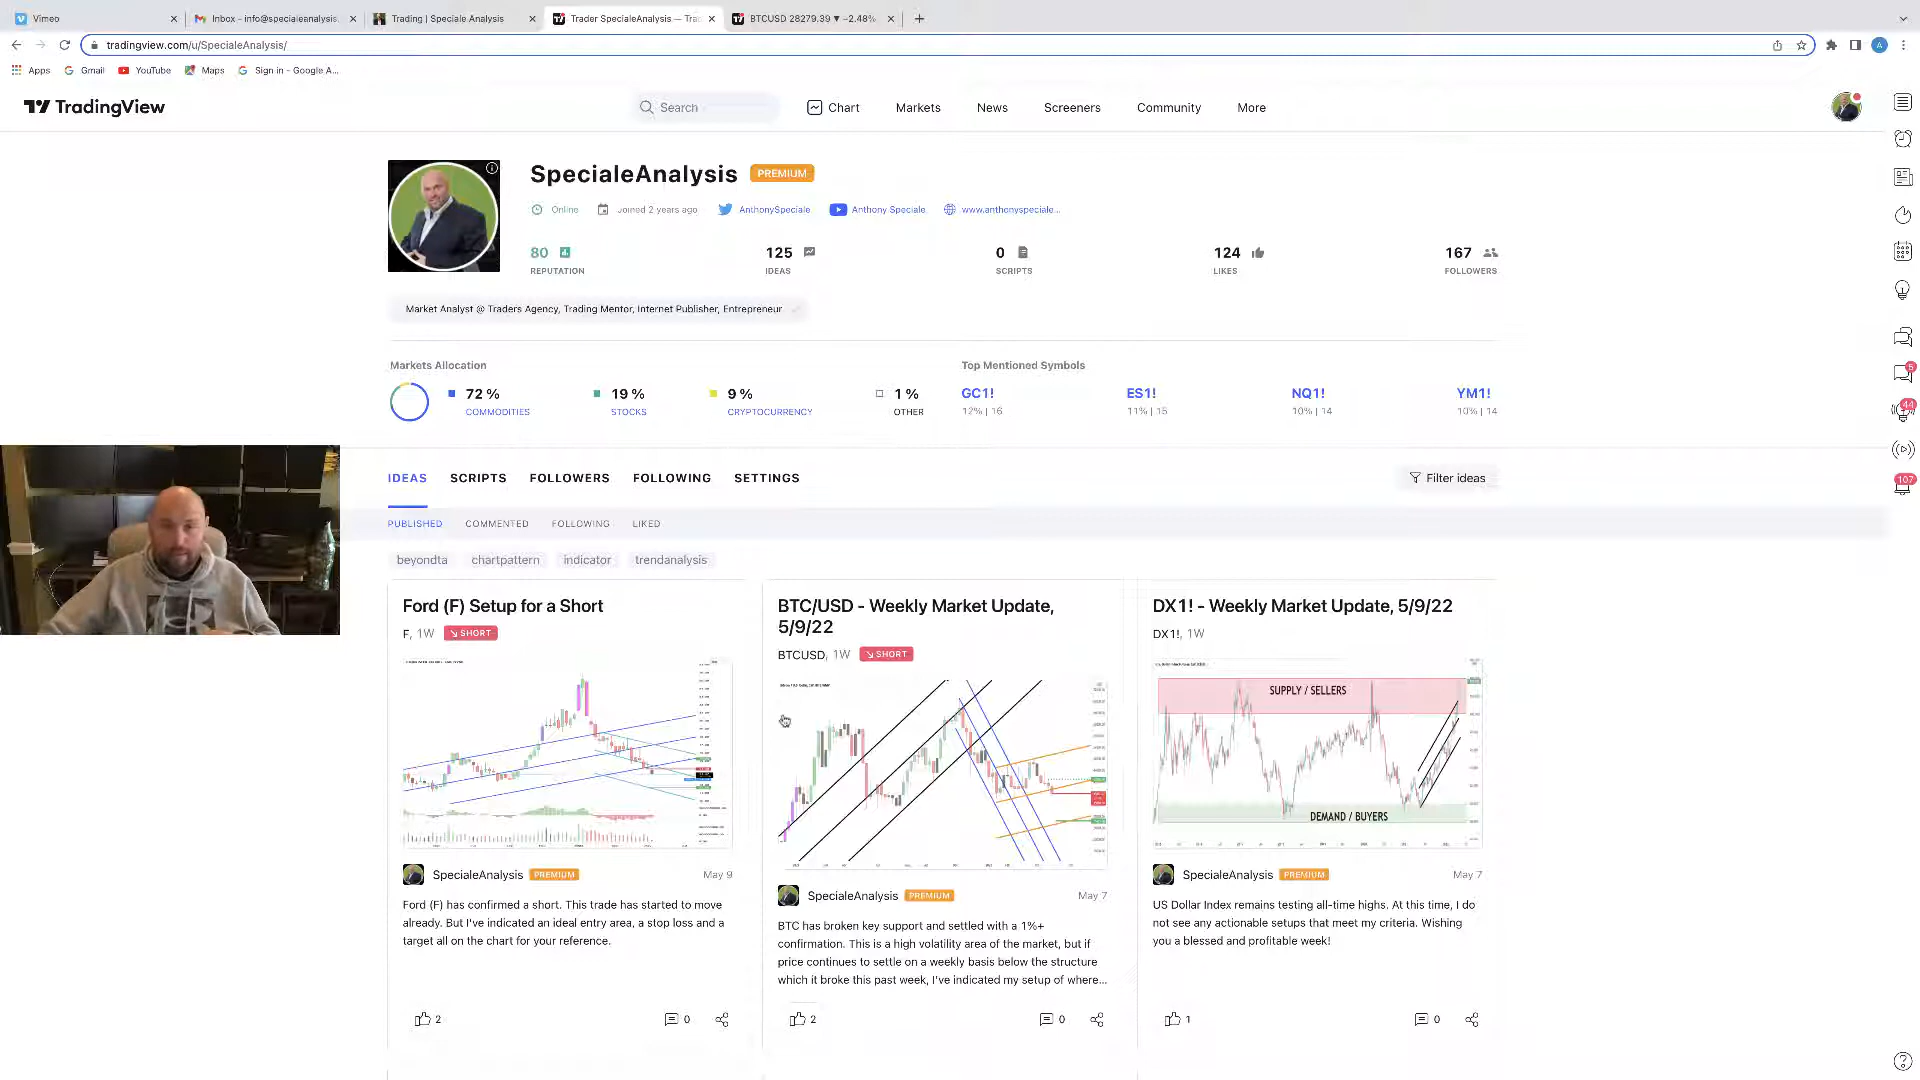 Vimeo
Inbox - info@specialeanalysis.
Trading | Speciale Analysis
Trader SpecialeAnalysis — Tra
BTCUSD 28279.39 ▼ −2.48%
tradingview.com/u/SpecialeAnalysis/
A
Apps
Gmail
YouTube
Maps
Sign in - Google A...
TradingView
Search
Chart
Markets
News
Screeners
Community
More
SpecialeAnalysis
PREMIUM
Online
Joined 2 years ago
AnthonySpeciale
Anthony Speciale
www.anthonyspeciale...
80
REPUTATION
125
IDEAS
0
SCRIPTS
124
LIKES
167
FOLLOWERS
Market Analyst @ Traders Agency, Trading Mentor, Internet Publisher, Entrepreneur
Markets Allocation
72 %
COMMODITIES
19 %
STOCKS
9 %
CRYPTOCURRENCY
1 %
OTHER
Top Mentioned Symbols
GC1!
12% | 16
ES1!
11% | 15
NQ1!
10% | 14
YM1!
10% | 14
5
44
107
IDEAS
SCRIPTS
FOLLOWERS
FOLLOWING
SETTINGS
Filter ideas
PUBLISHED
COMMENTED
FOLLOWING
LIKED
beyondta
chartpattern
indicator
trendanalysis
Ford (F) Setup for a Short
F, 1W
SHORT
SpecialeAnalysis
PREMIUM
May 9
Ford (F) has confirmed a short. This trade has started to move
already. But I've indicated an ideal entry area, a stop loss and a
target all on the chart for your reference.
2
0
BTC/USD - Weekly Market Update,
5/9/22
BTCUSD, 1W
SHORT
SpecialeAnalysis
PREMIUM
May 7
BTC has broken key support and settled with a 1%+
confirmation. This is a high volatility area of the market, but if
price continues to settle on a weekly basis below the structure
which it broke this past week, I've indicated my setup of where...
2
0
DX1! - Weekly Market Update, 5/9/22
DX1!, 1W
SUPPLY / SELLERS
DEMAND / BUYERS
SpecialeAnalysis
PREMIUM
May 7
US Dollar Index remains testing all-time highs. At this time, I do
not see any actionable setups that meet my criteria. Wishing
you a blessed and profitable week!
1
0